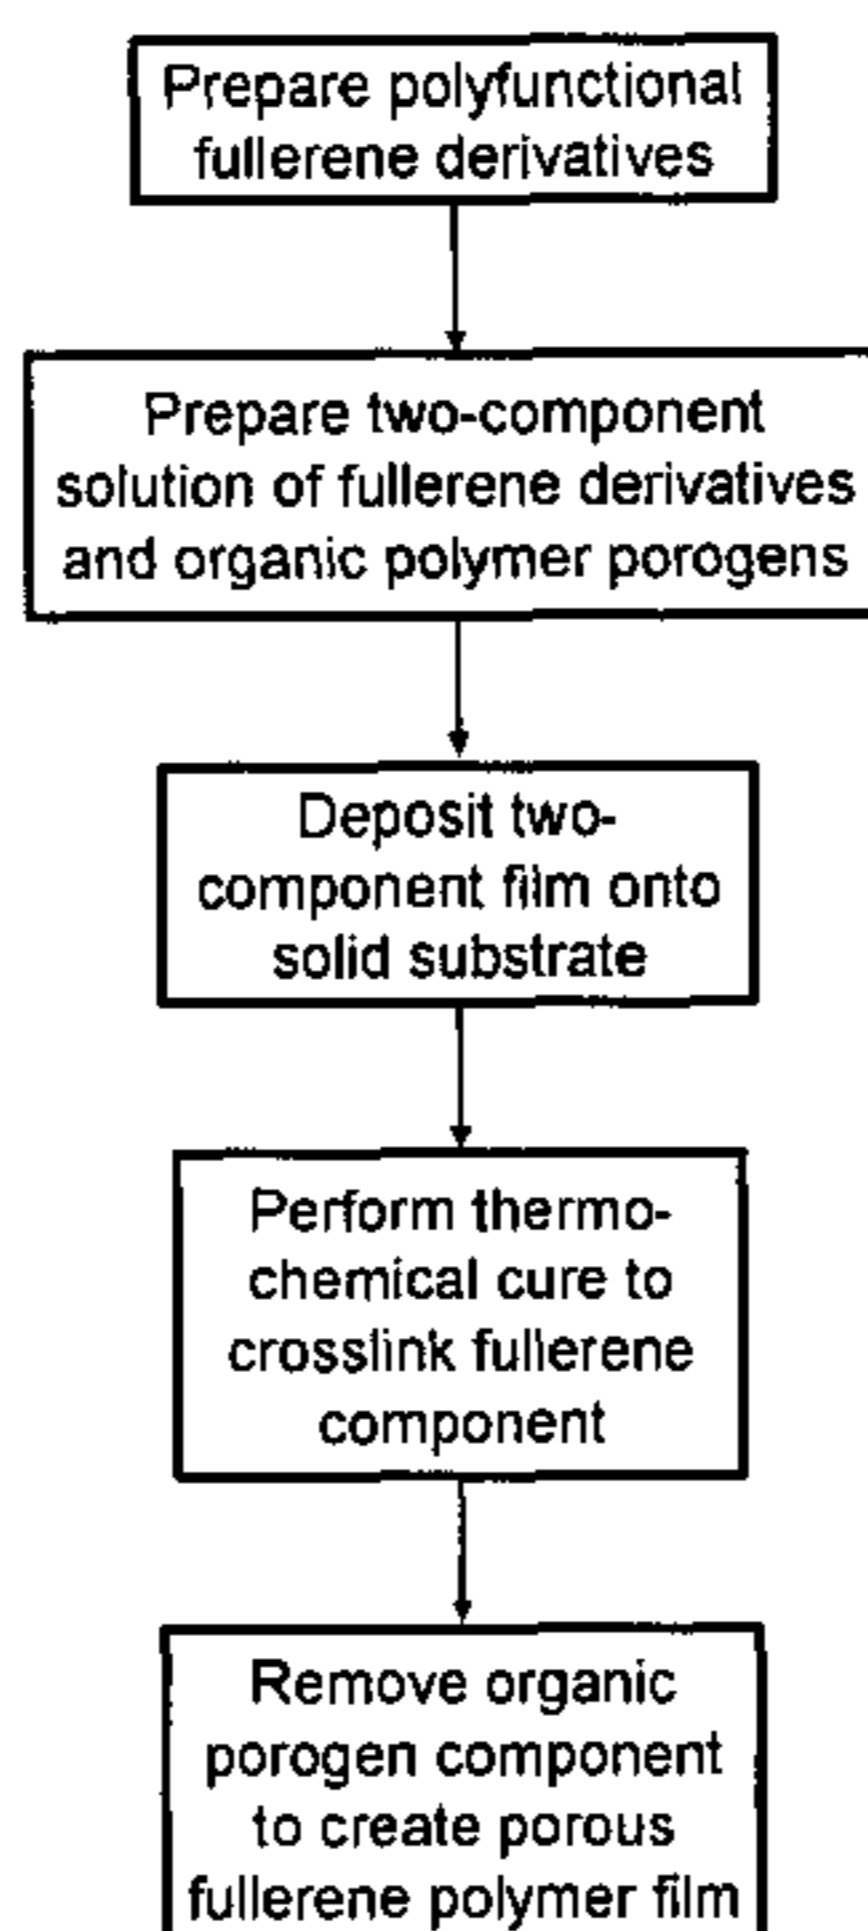 Prepare polyfunctional
fullerene derivatives
Prepare two-component
solution of fullerene derivatives
and organic polymer porogens
Deposit two-
component film onto
solid substrate
Perform thermo-
chemical cure to
crosslink fullerene
component
Remove organic
porogen component
to create porous
fullerene polymer film